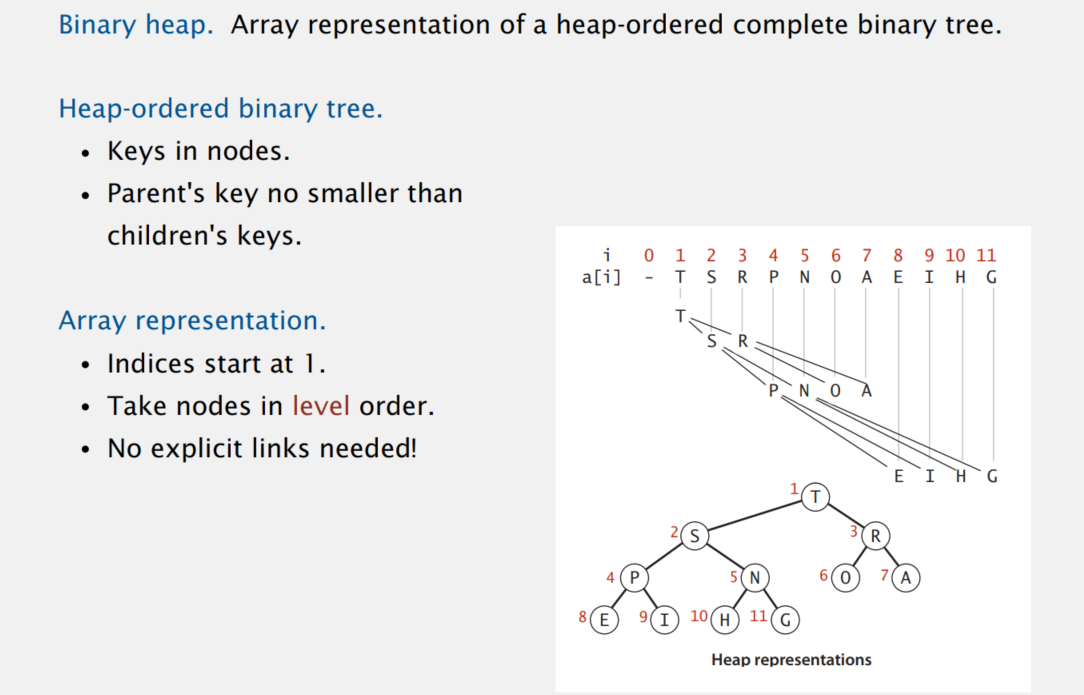 Binary heap. Array representation of a heap-ordered complete binary tree.
Heap-ordered binary tree.
• Keys in nodes.
• Parent's key no smaller than
children's keys.
Array representation.
• Indices start at 1.
• Take nodes in level order.
• No explicit links needed!
i 0 1 2 3 4 5 6 7 8 9 10 11
a[i] - T S R P N O A E I H G
T
S R
P N O A
E I H G
1 T
2 S 3 R
4 P 5 N 6 O 7 A
8 E 9 I 10 H 11 G
Heap representations